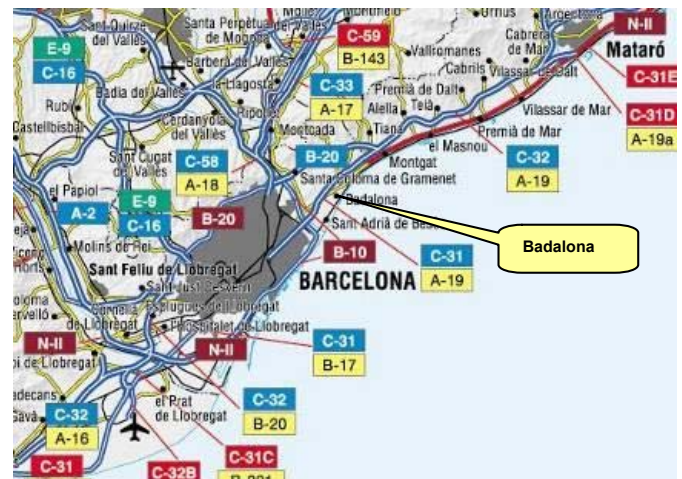 Sant Quirze
del Vallès
Santa Perpètua
de Mogoda
Argentona
N-II
E-9
C-16
C-59
B-143
Cabrera
de Mar
Mataró
Barberà del Vallès
Vallromanes
Cabrils
Vilassar de Dalt
la Llagosta
C-33
A-17
Premià de Dalt
C-31E
Badia del Vallès
Rubí
Ripollet
Alella
Teià
C-31D
A-19a
Castellbisbal
Cerdanyola
del Vallès
Montcada
Tiana
Vilassar de Mar
Premià de Mar
el Masnou
Sant Cugat
del Vallès
C-58
A-18
B-20
Montgat
C-32
A-19
Santa Coloma de Gramenet
el Papiol
A-2
E-9
C-16
B-20
Badalona
Sant Adrià de Besòs
Badalona
Molins de Rei
B-10
C-31
A-19
Sant Feliu de Llobregat
BARCELONA
Sant Just Desvern
Esplugues de Llobregat
Cornellà
de Llobregat
l'Hospitalet de Llobregat
N-II
N-II
C-31
B-17
oi de Llobregat
C-32
B-20
el Prat
de Llobregat
Gavà
C-32
A-16
C-31
C-32B
C-31C